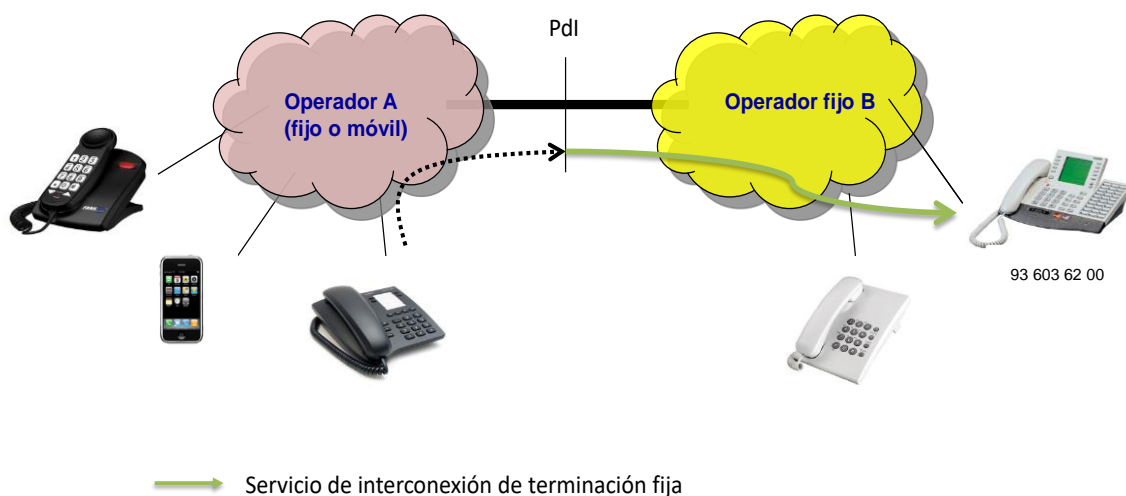 PdI
Operador A
(fijo o móvil)
Operador fijo B
93 603 62 00
Servicio de interconexión de terminación fija